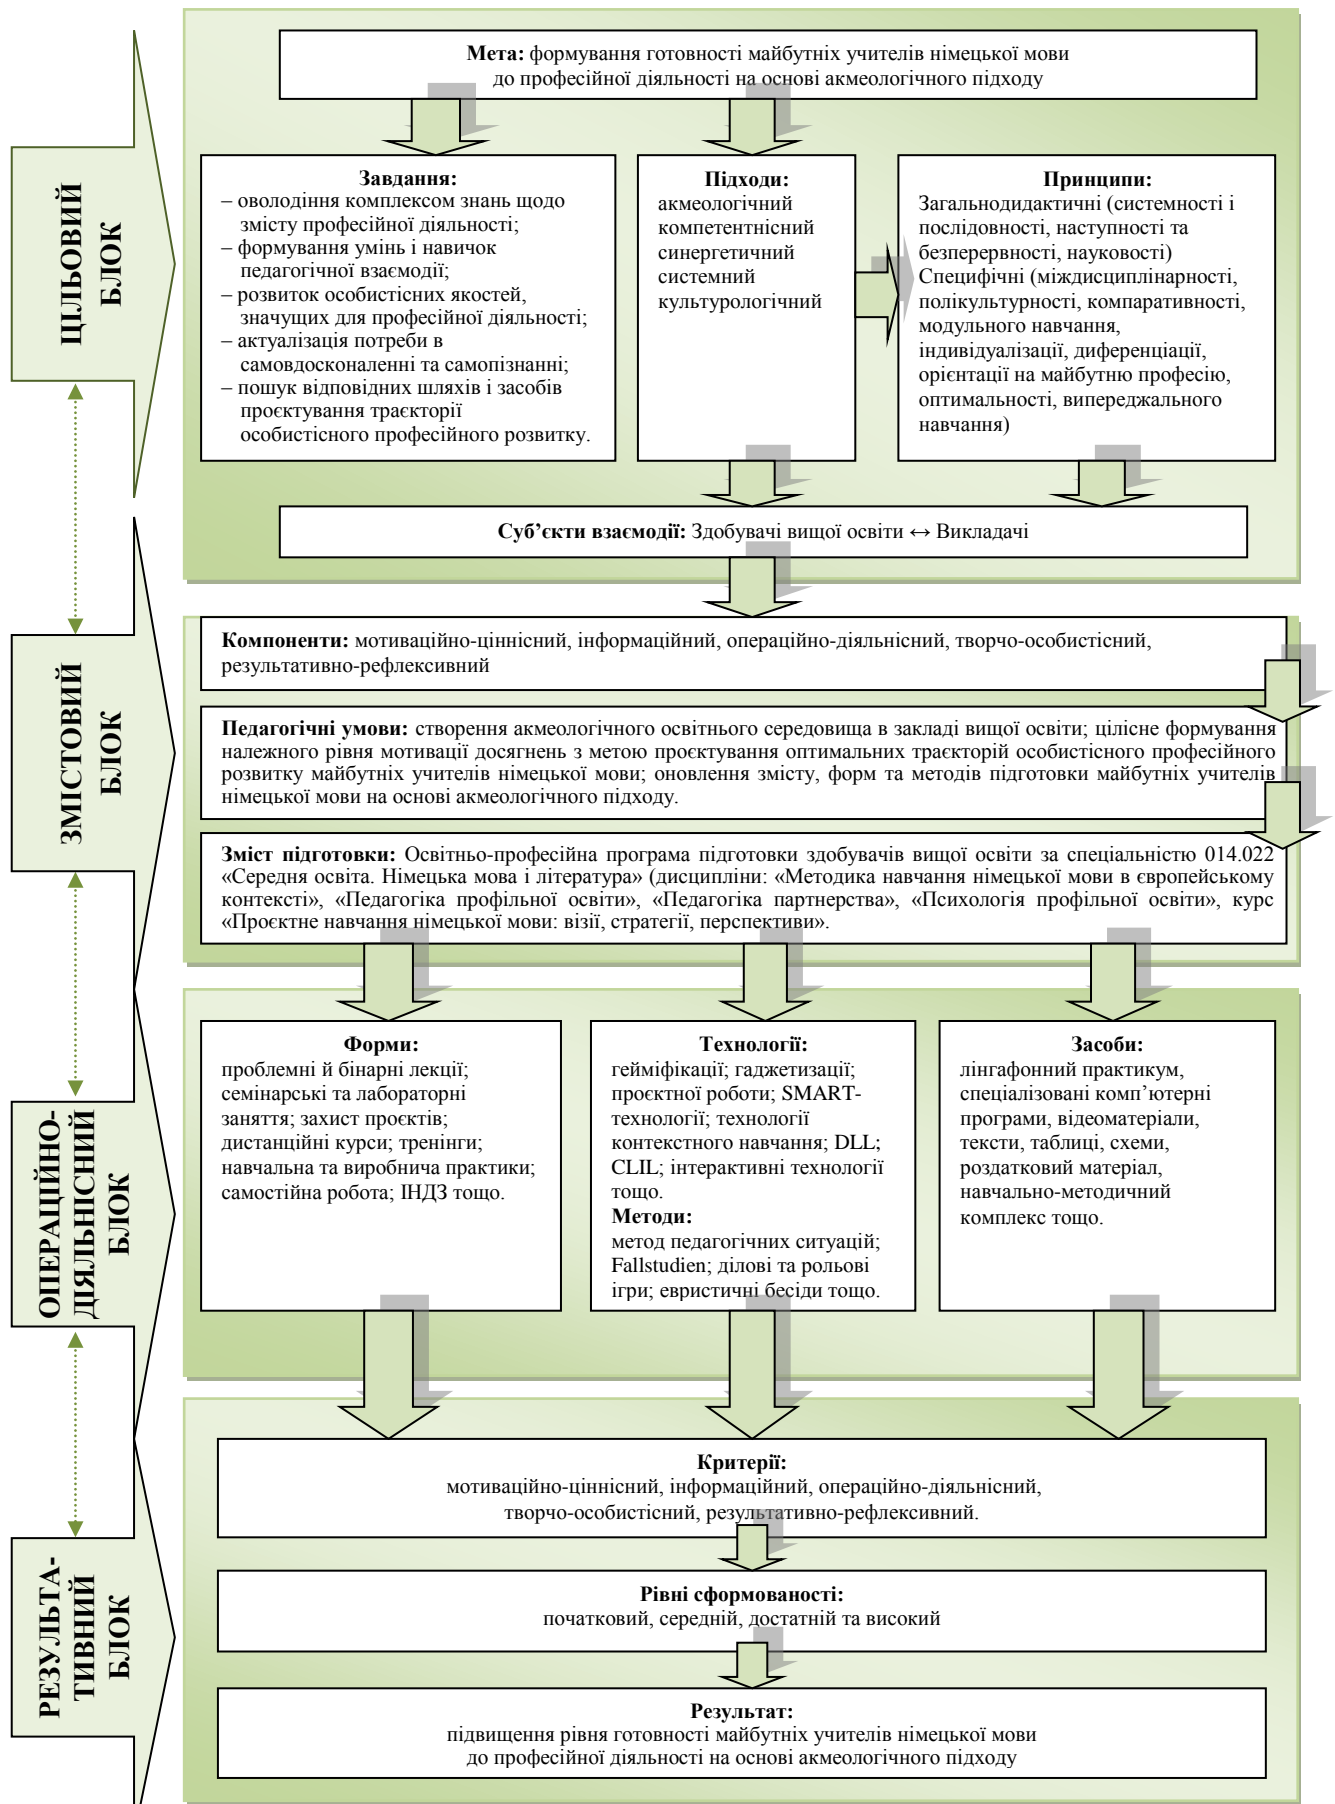 ЦІЛЬОВИЙ
БЛОК
Мета: формування готовності майбутніх учителів німецької мови
до професійної діяльності на основі акмеологічного підходу
Завдання:
– оволодіння комплексом знань щодо
змісту професійної діяльності;
– формування умінь і навичок
педагогічної взаємодії;
– розвиток особистісних якостей,
значущих для професійної діяльності;
– актуалізація потреби в
самовдосконаленні та самопізнанні;
– пошук відповідних шляхів і засобів
проєктування траєкторії
особистісного професійного розвитку.
Підходи:
акмеологічний
компетентнісний
синергетичний
системний
культурологічний
Принципи:
Загальнодидактичні (системності і
послідовності, наступності та
безперервності, науковості)
Специфічні (міждисциплінарності,
полікультурності, компаративності,
модульного навчання,
індивідуалізації, диференціації,
орієнтації на майбутню професію,
оптимальності, випереджального
навчання)
Суб’єкти взаємодії: Здобувачі вищої освіти ↔ Викладачі
ЗМІСТОВИЙ
БЛОК
Компоненти: мотиваційно-ціннісний, інформаційний, операційно-діяльнісний, творчо-особистісний,
результативно-рефлексивний
Педагогічні умови: створення акмеологічного освітнього середовища в закладі вищої освіти; цілісне формування
належного рівня мотивації досягнень з метою проєктування оптимальних траєкторій особистісного професійного
розвитку майбутніх учителів німецької мови; оновлення змісту, форм та методів підготовки майбутніх учителів
німецької мови на основі акмеологічного підходу.
Зміст підготовки: Освітньо-професійна програма підготовки здобувачів вищої освіти за спеціальністю 014.022
«Середня освіта. Німецька мова і література» (дисципліни: «Методика навчання німецької мови в європейському
контексті», «Педагогіка профільної освіти», «Педагогіка партнерства», «Психологія профільної освіти», курс
«Проєктне навчання німецької мови: візії, стратегії, перспективи».
ОПЕРАЦІЙНО-
ДІЯЛЬНІСНИЙ
БЛОК
Форми:
проблемні й бінарні лекції;
семінарські та лабораторні
заняття; захист проєктів;
дистанційні курси; тренінги;
навчальна та виробнича практики;
самостійна робота; ІНДЗ тощо.
Технології:
гейміфікації; гаджетизації;
проєктної роботи; SMART-
технології; технології
контекстного навчання; DLL;
CLIL; інтерактивні технології
тощо.
Методи:
метод педагогічних ситуацій;
Fallstudien; ділові та рольові
ігри; евристичні бесіди тощо.
Засоби:
лінгафонний практикум,
спеціалізовані комп’ютерні
програми, відеоматеріали,
тексти, таблиці, схеми,
роздатковий матеріал,
навчально-методичний
комплекс тощо.
РЕЗУЛЬТА-
ТИВНИЙ
БЛОК
Критерії:
мотиваційно-ціннісний, інформаційний, операційно-діяльнісний,
творчо-особистісний, результативно-рефлексивний.
Рівні сформованості:
початковий, середній, достатній та високий
Результат:
підвищення рівня готовності майбутніх учителів німецької мови
до професійної діяльності на основі акмеологічного підходу